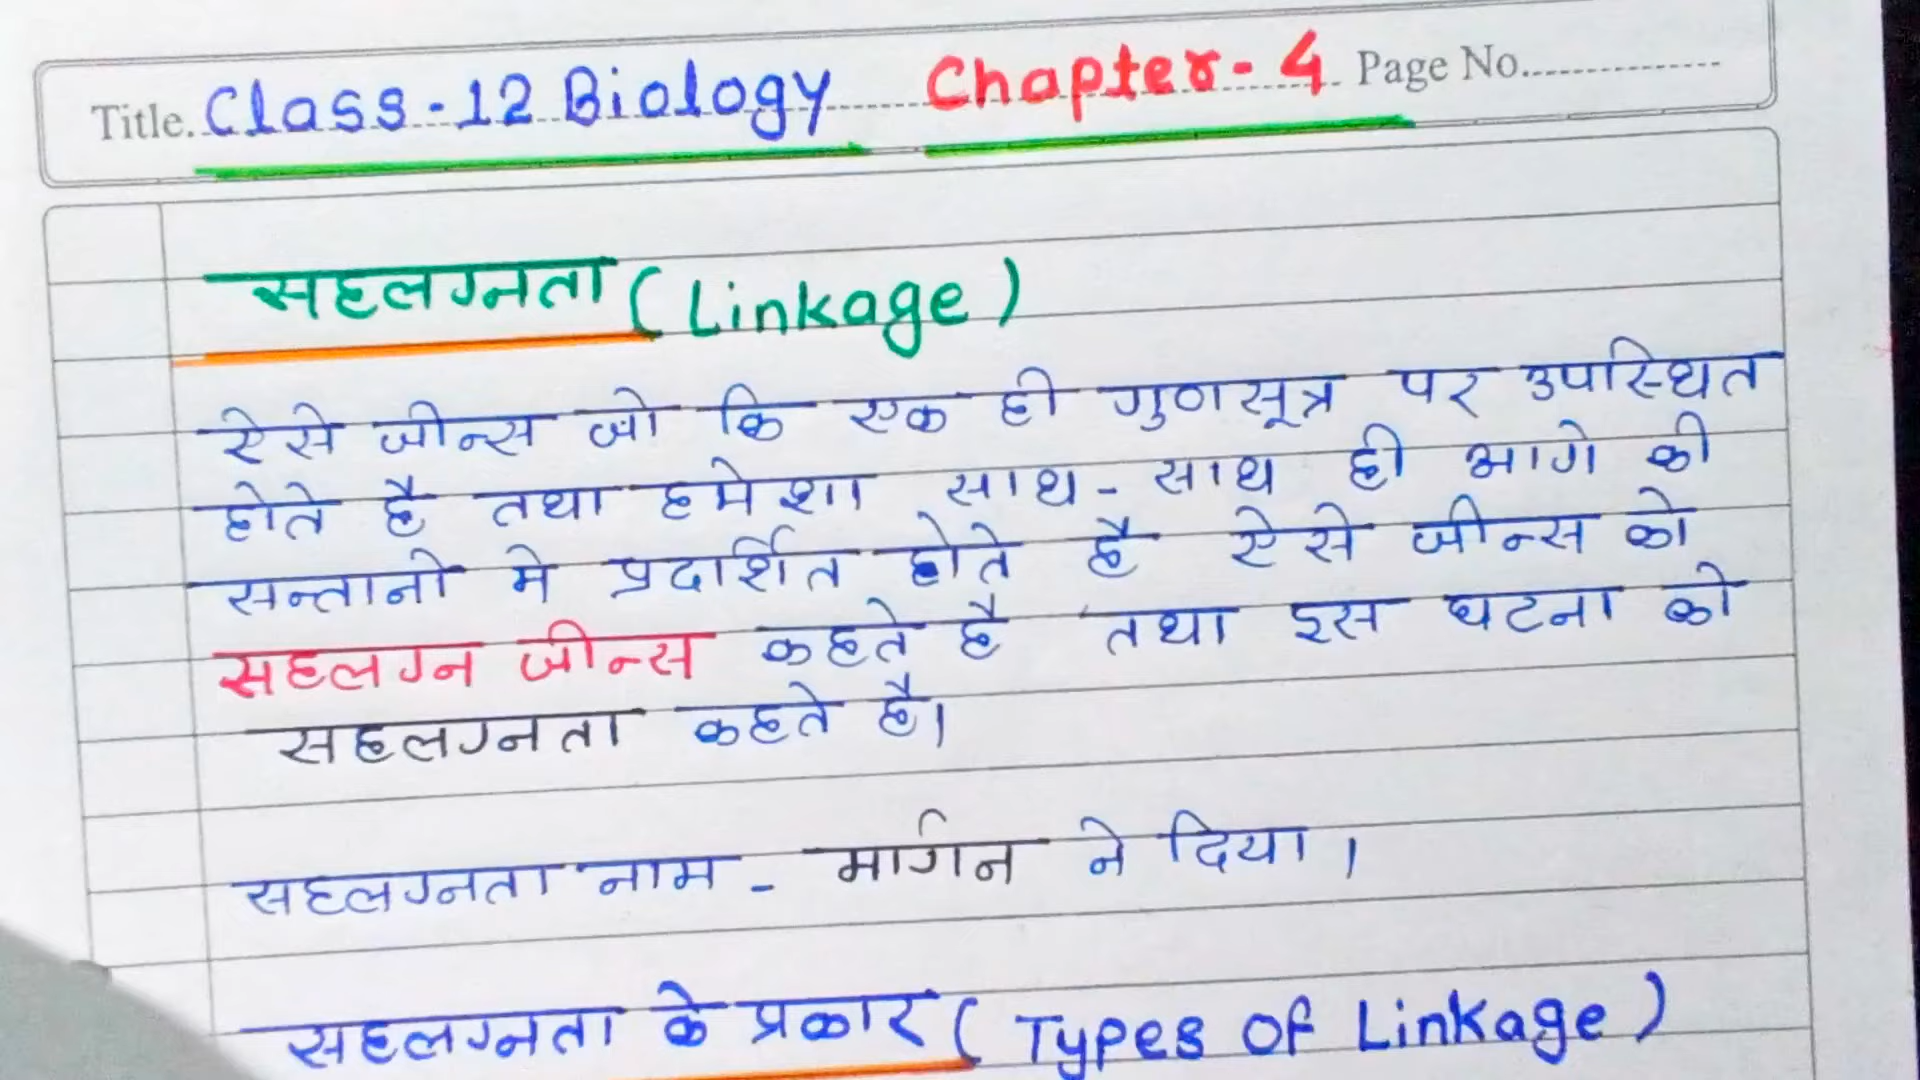 Title. Class-12 Biology Chapter-4 Page No.
सहलग्नता (Linkage)
ऐसे जीन्स जो कि एक ही गुणसूत्र पर उपस्थित
होते है तथा हमेशा साथ-साथ ही आगे की
सन्तानो मे प्रदार्शित होते है ऐसे जीन्स को
सहलग्न जीन्स कहते है तथा इस घटना को
सहलग्नता कहते है।
सहलग्नता नाम - मार्गन ने दिया।
सहलग्नता के प्रकार (Types Of Linkage)